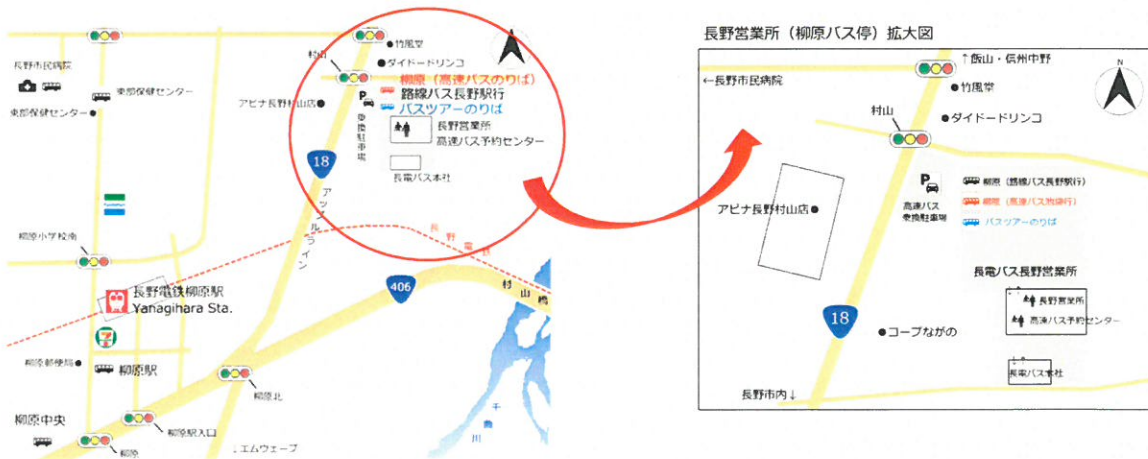 長野市民病院
東部保健センター
東部保健センター
村山
竹風堂
ダイドードリンコ
柳原（高速バスのりば）
路線バス長野駅行
バスツアーのりば
アピナ長野村山店
P
乗換駐車場
長野営業所
高速バス予約センター
長電バス本社
18
アップルライン
柳原小学校南
長野電鉄
長野電鉄柳原駅
Yanagihara Sta.
406
村山橋
柳原郵便局
柳原駅
柳原北
柳原中央
柳原駅入口
柳原
↓エムウェーブ
千曲川
長野営業所（柳原バス停）拡大図
↑飯山・信州中野
←長野市民病院
N
竹風堂
村山
ダイドードリンコ
P
高速バス
乗換駐車場
柳原（路線バス長野駅行）
柳原（高速バス池袋行）
バスツアーのりば
アピナ長野村山店
長電バス長野営業所
長野営業所
高速バス予約センター
18
コープながの
長電バス本社
長野市内↓